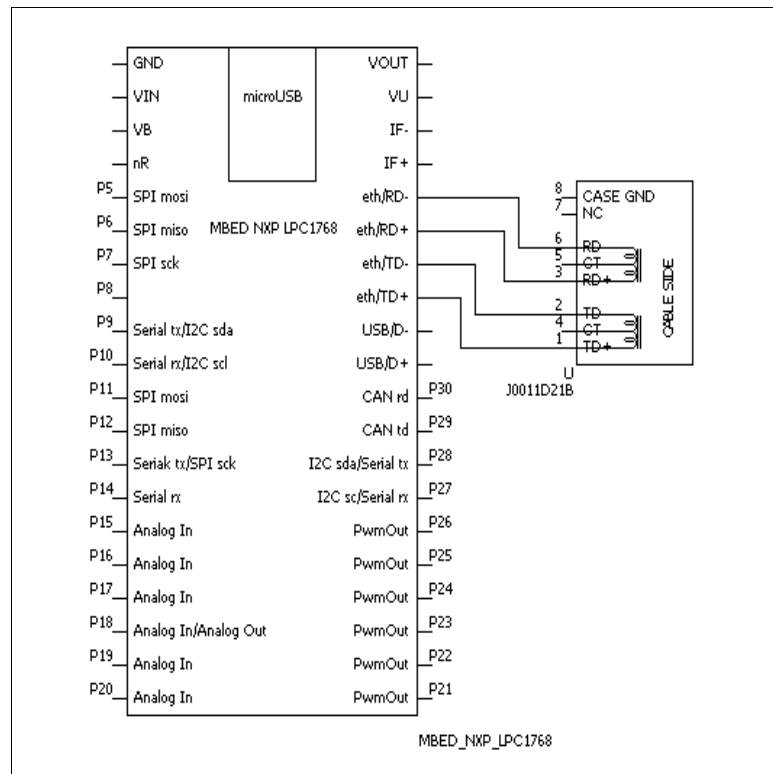 GND VOUT
VIN microUSB VU
VB IF-
nR IF+
P5 SPI mosi eth/RD- 8 CASE GND
7 NC
P6 SPI miso MBED NXP LPC1768 eth/RD+ 6 RD
5 CT
P7 SPI sck eth/TD- 3 RD+
P8 eth/TD+ 2 TD
4 CT
P9 Serial tx/I2C sda USB/D- 1 TD+
CABLE SIDE
P10 Serial rx/I2C scl USB/D+ U
J0011D21B
P11 SPI mosi CAN rd P30
P12 SPI miso CAN td P29
P13 Seriak tx/SPI sck I2C sda/Serial tx P28
P14 Serial rx I2C sc/Serial rx P27
P15 Analog In PwmOut P26
P16 Analog In PwmOut P25
P17 Analog In PwmOut P24
P18 Analog In/Analog Out PwmOut P23
P19 Analog In PwmOut P22
P20 Analog In PwmOut P21
MBED_NXP_LPC1768